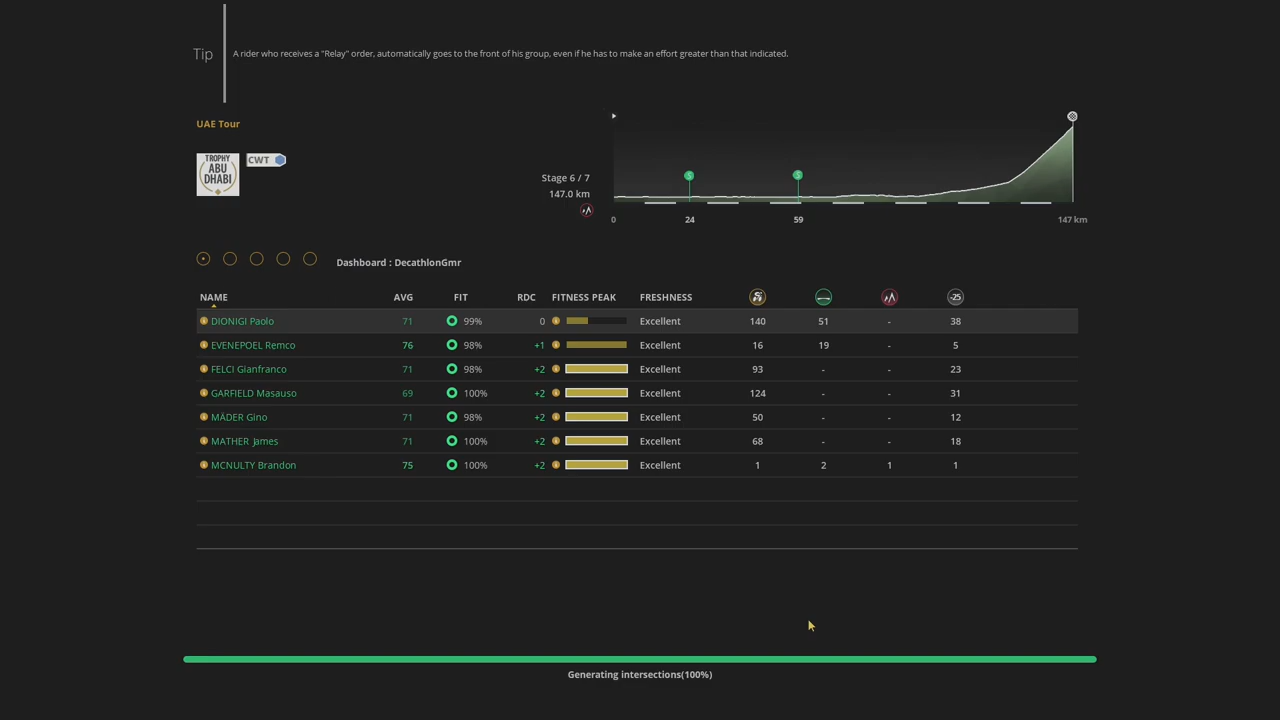 Tip
A rider who receives a "Relay" order, automatically goes to the front of his group, even if he has to make an effort greater than that indicated.
UAE Tour
TROPHY
ABU
DHABI
CWT
Stage 6 / 7
147.0 km
S
S
0 24 59 147 km
Dashboard : DecathlonGmr
NAME AVG FIT RDC FITNESS PEAK FRESHNESS -25
DIONIGI Paolo 71 99% 0 Excellent 140 51 - 38
EVENEPOEL Remco 76 98% +1 Excellent 16 19 - 5
FELCI Gianfranco 71 98% +2 Excellent 93 - - 23
GARFIELD Masauso 69 100% +2 Excellent 124 - - 31
MÄDER Gino 71 98% +2 Excellent 50 - - 12
MATHER James 71 100% +2 Excellent 68 - - 18
MCNULTY Brandon 75 100% +2 Excellent 1 2 1 1
Generating intersections(100%)